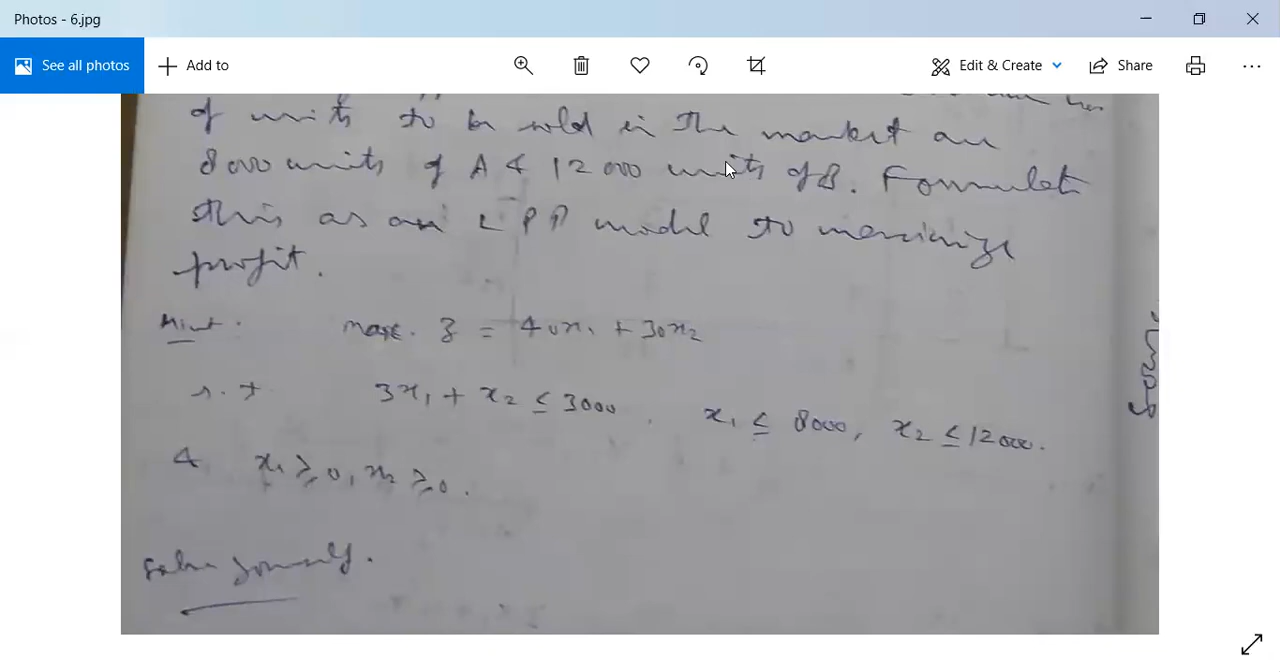 Photos - 6.jpg
See all photos
Add to
Edit & Create
Share
of units to be sold in the market are
8000 units of A & 12000 units of B. Formulate
this as an LPP model to maximize
profit.
Hint. max. z = 40x₁ + 30x₂
s.t 3x₁ + x₂ ≤ 30000. x₁ ≤ 8000, x₂ ≤ 12000.
& x₁ ≥ 0, x₂ ≥ 0.
Solve yourself.